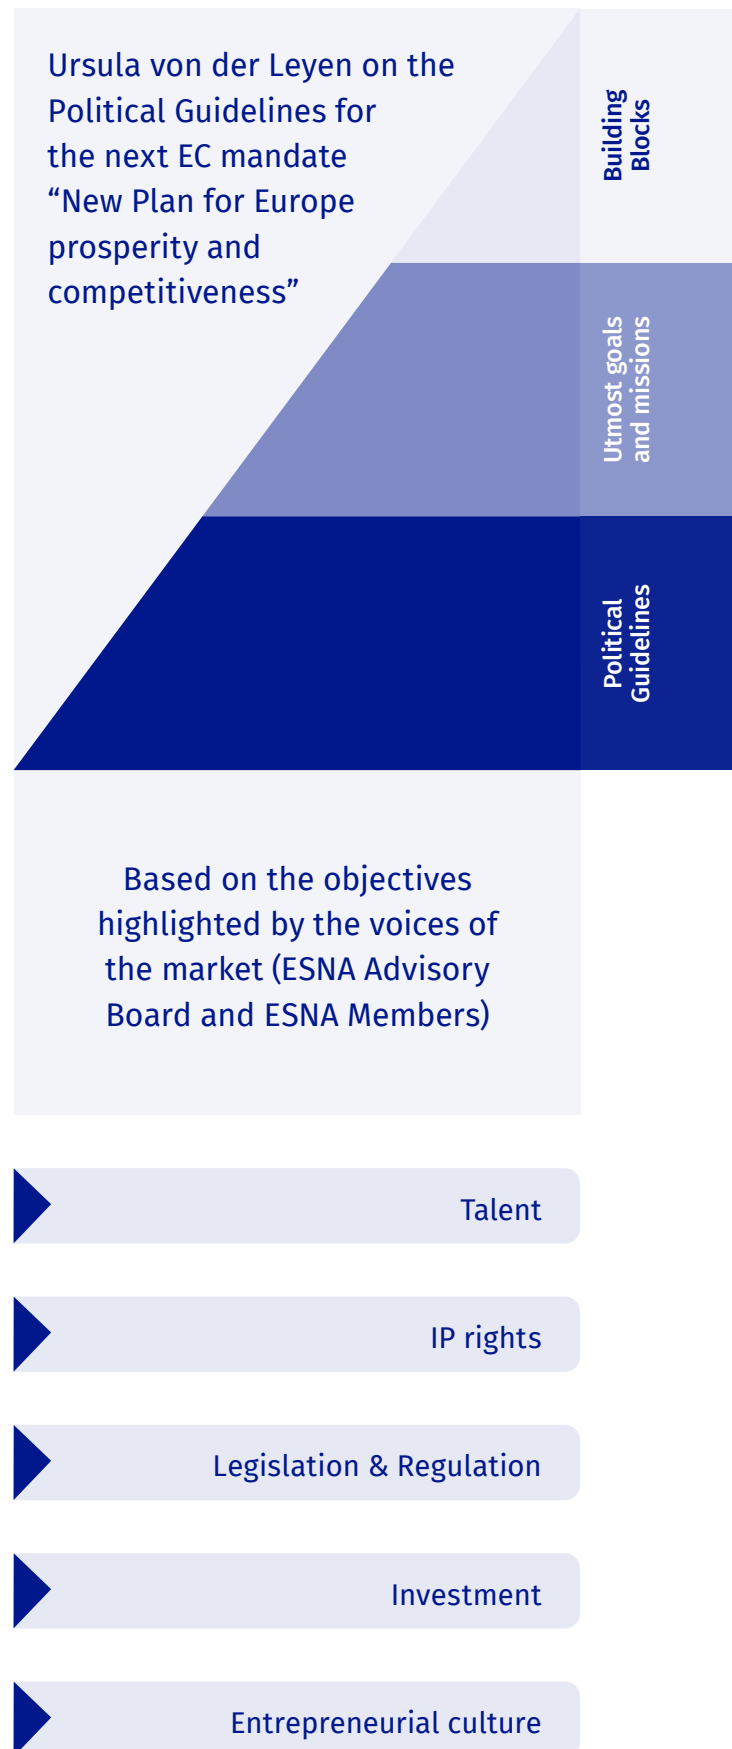 Ursula von der Leyen on the
Political Guidelines for
the next EC mandate
“New Plan for Europe
prosperity and
competitiveness”
Building
Blocks
Utmost goals
and missions
Political
Guidelines
Based on the objectives
highlighted by the voices of
the market (ESNA Advisory
Board and ESNA Members)
Talent
IP rights
Legislation & Regulation
Investment
Entrepreneurial culture